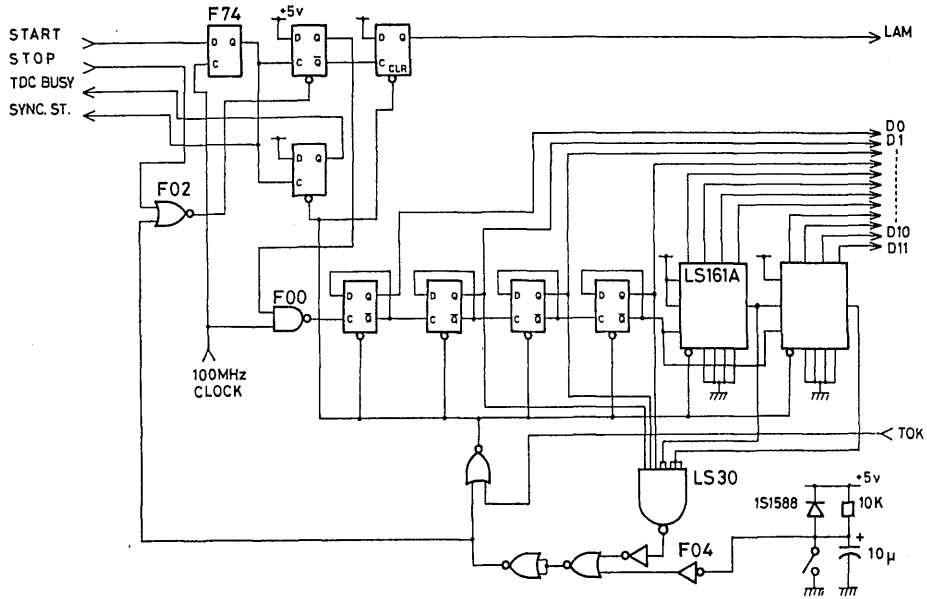 START
STOP
TDC BUSY
SYNC. ST.
F74
D Q
C
+5v
D Q
C Q̅
D Q
C
CLR
LAM
D Q
C
F02
D0
D1
D10
D11
F00
D Q
C Q̅
D Q
C Q̅
D Q
C Q̅
D Q
C Q̅
LS161A
100MHz
CLOCK
TOK
LS30
F04
+5v
1S1588
10K
+
10μ